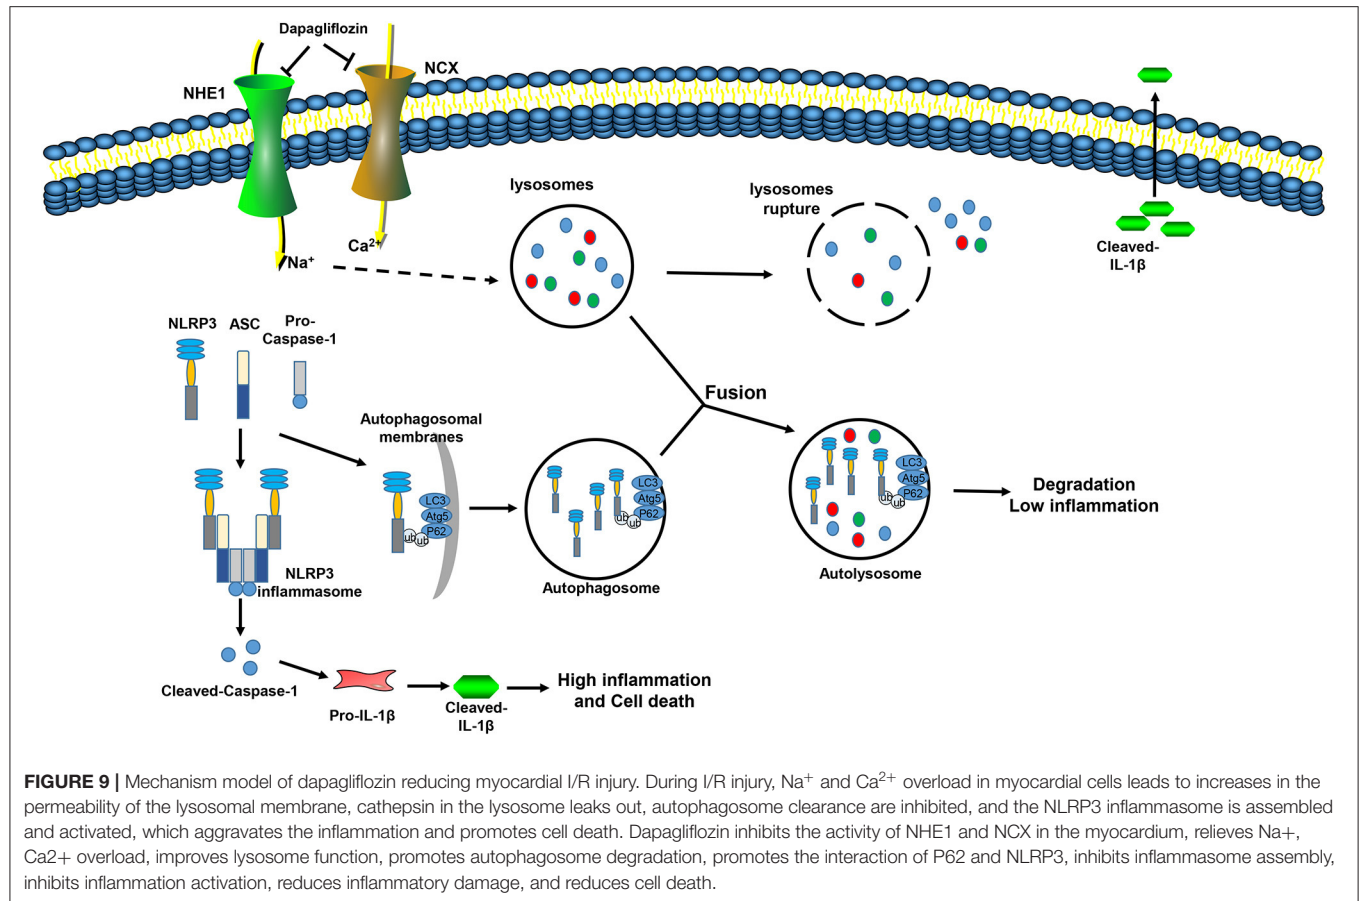 Dapagliflozin
NCX
NHE1
lysosomes
lysosomes
rupture
Ca²⁺
Na⁺
Cleaved-
IL-1β
NLRP3
ASC
Pro-
Caspase-1
Fusion
Autophagosomal
membranes
LC3
Atg5
P62
ub
ub
LC3
Atg5
P62
ub
ub
LC3
Atg5
P62
ub
ub
Degradation
Low inflammation
NLRP3
inflammasome
Autophagosome
Autolysosome
Cleaved-Caspase-1
Pro-IL-1β
Cleaved-
IL-1β
High inflammation
and Cell death
FIGURE 9 | Mechanism model of dapagliflozin reducing myocardial I/R injury. During I/R injury, Na⁺ and Ca²⁺ overload in myocardial cells leads to increases in the
permeability of the lysosomal membrane, cathepsin in the lysosome leaks out, autophagosome clearance are inhibited, and the NLRP3 inflammasome is assembled
and activated, which aggravates the inflammation and promotes cell death. Dapagliflozin inhibits the activity of NHE1 and NCX in the myocardium, relieves Na+,
Ca2+ overload, improves lysosome function, promotes autophagosome degradation, promotes the interaction of P62 and NLRP3, inhibits inflammasome assembly,
inhibits inflammation activation, reduces inflammatory damage, and reduces cell death.